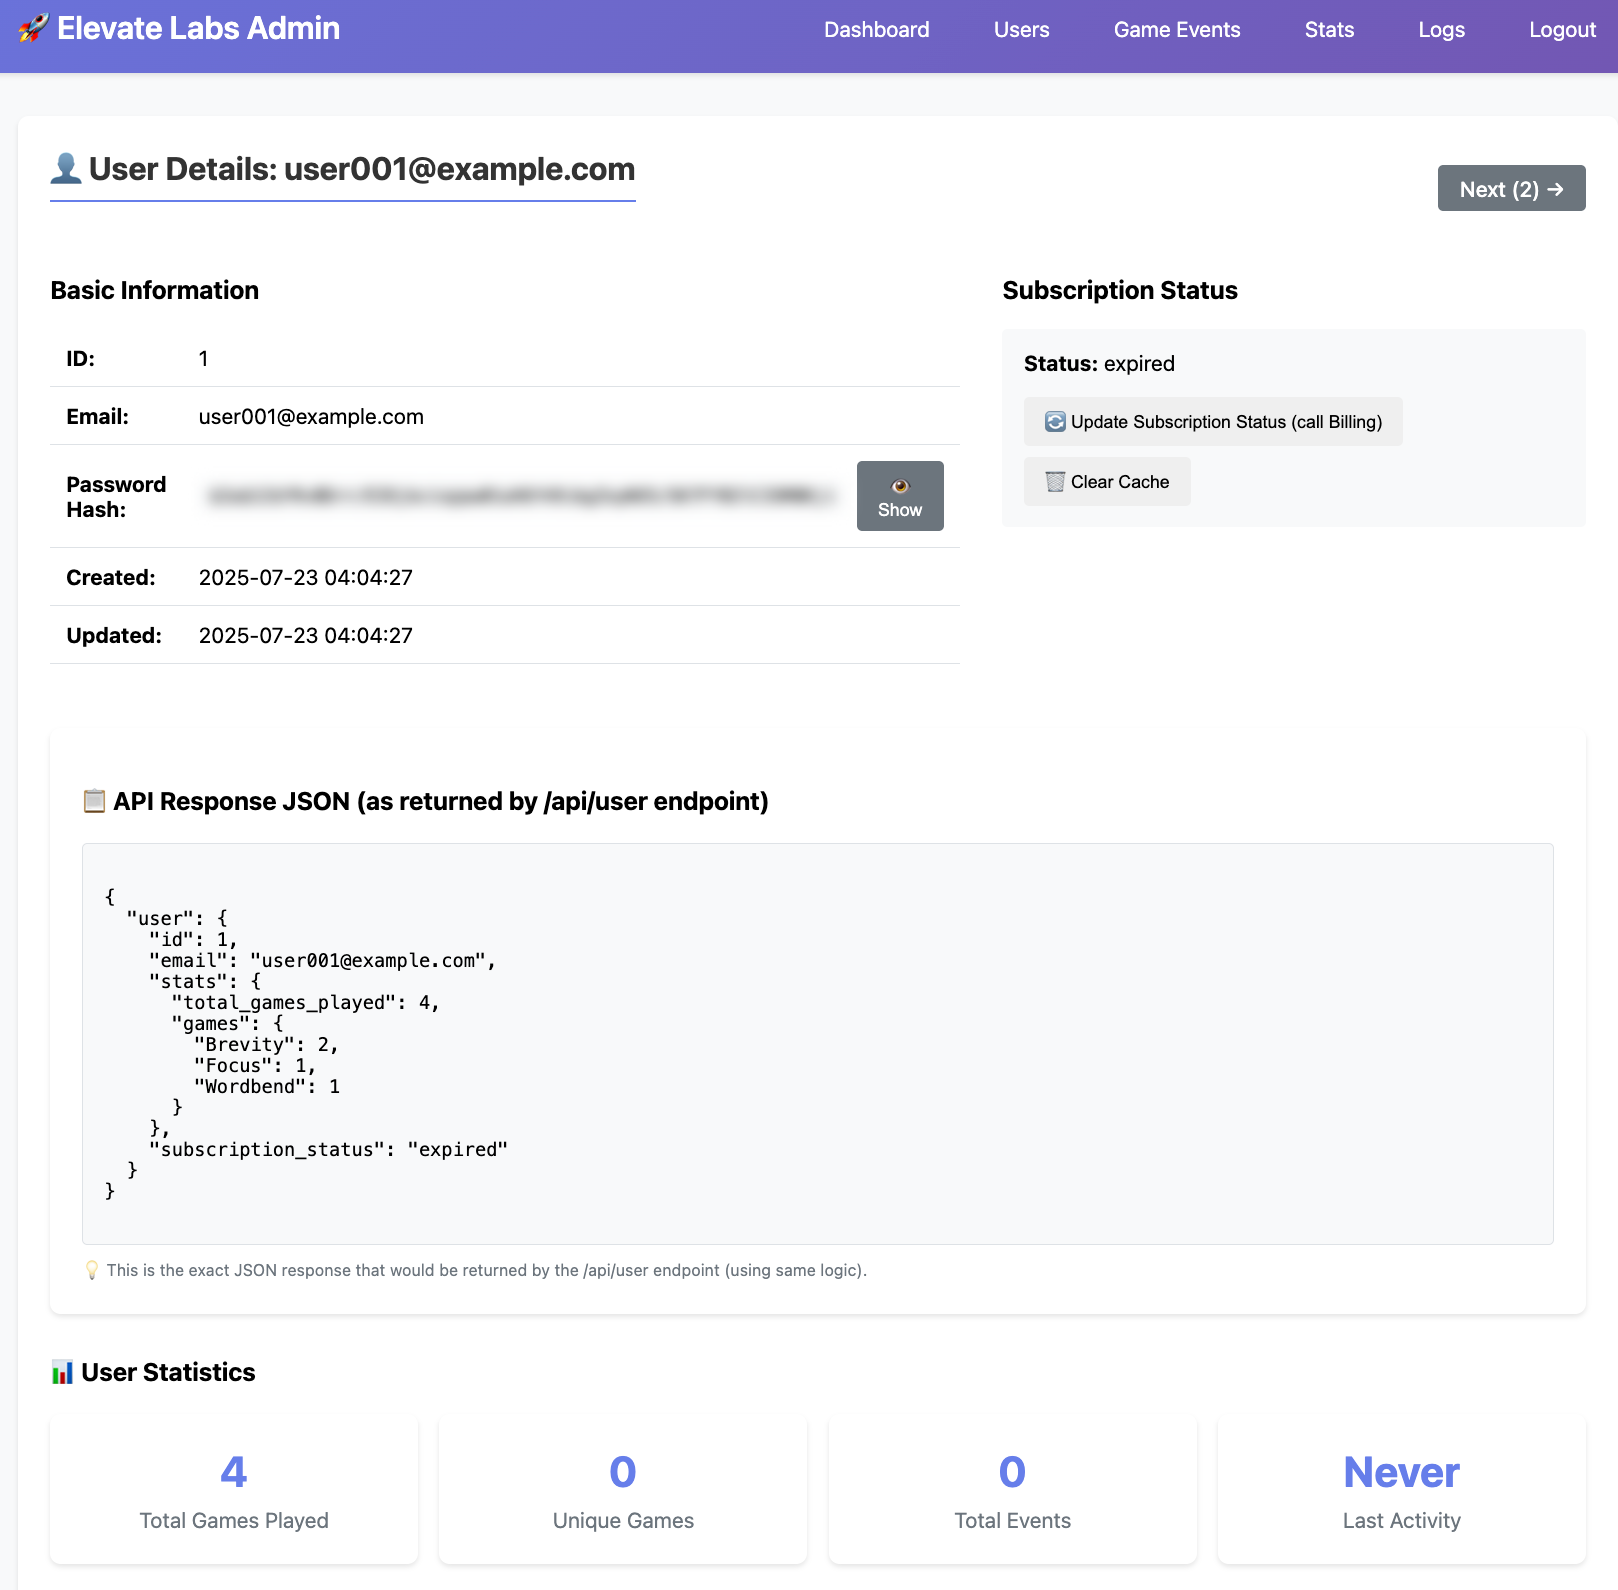 🚀 Elevate Labs Admin
Dashboard Users Game Events Stats Logs Logout
👤 User Details: user001@example.com
Next (2) →
Basic Information
ID: 1
Email: user001@example.com
Password
Hash:
👁️
Show
Created: 2025-07-23 04:04:27
Updated: 2025-07-23 04:04:27
Subscription Status
Status: expired
🔄 Update Subscription Status (call Billing)
🗑️ Clear Cache
📋 API Response JSON (as returned by /api/user endpoint)
{
  "user": {
    "id": 1,
    "email": "user001@example.com",
    "stats": {
      "total_games_played": 4,
      "games": {
        "Brevity": 2,
        "Focus": 1,
        "Wordbend": 1
      }
    },
    "subscription_status": "expired"
  }
}
💡 This is the exact JSON response that would be returned by the /api/user endpoint (using same logic).
📊 User Statistics
4
Total Games Played
0
Unique Games
0
Total Events
Never
Last Activity